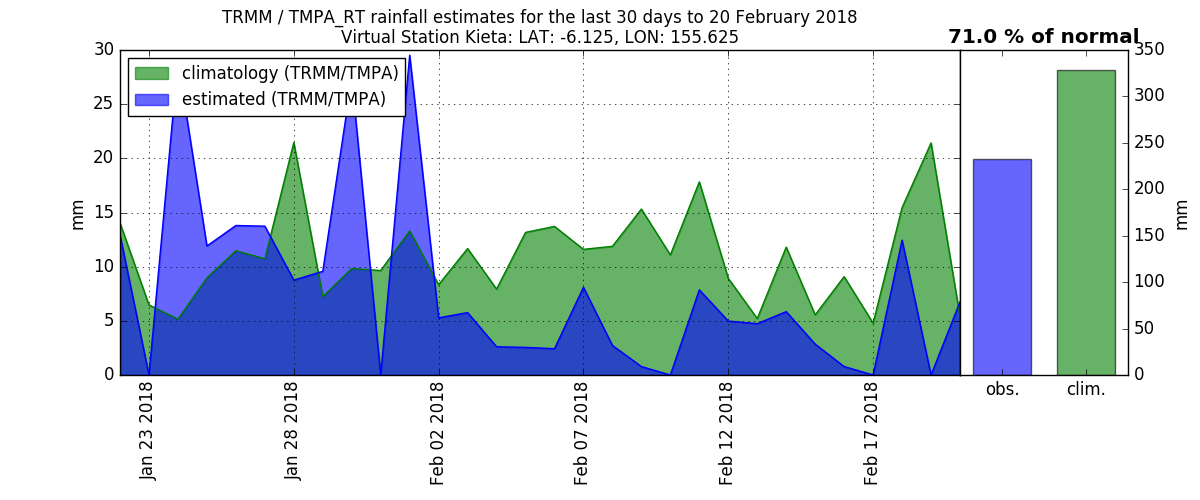 TRMM / TMPA_RT rainfall estimates for the last 30 days to 20 February 2018
Virtual Station Kieta: LAT: -6.125, LON: 155.625
71.0 % of normal
climatology (TRMM/TMPA)
estimated (TRMM/TMPA)
30
25
20
15
10
5
0
mm
Jan 23 2018
Jan 28 2018
Feb 02 2018
Feb 07 2018
Feb 12 2018
Feb 17 2018
350
300
250
200
150
100
50
0
mm
obs.
clim.